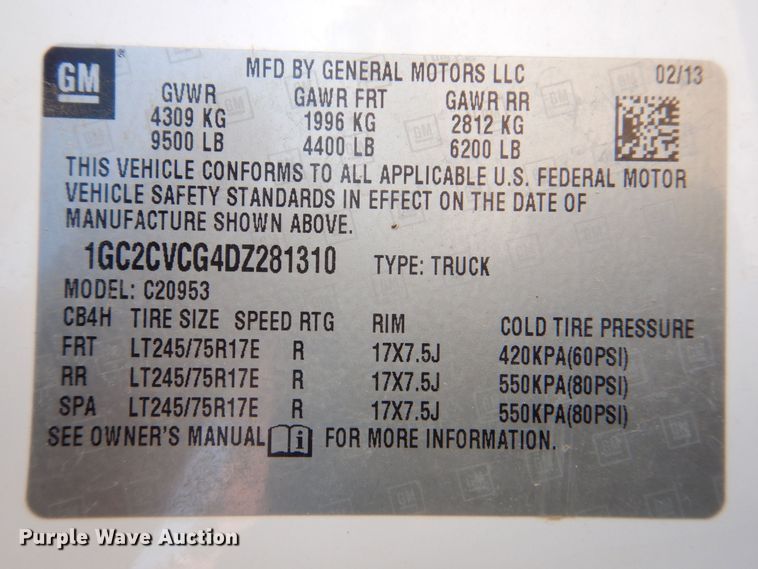 GM
MFD BY GENERAL MOTORS LLC 02/13
GVWR GAWR FRT GAWR RR
4309 KG 1996 KG 2812 KG
9500 LB 4400 LB 6200 LB
THIS VEHICLE CONFORMS TO ALL APPLICABLE U.S. FEDERAL MOTOR
VEHICLE SAFETY STANDARDS IN EFFECT ON THE DATE OF
MANUFACTURE SHOWN ABOVE.
1GC2CVCG4DZ281310 TYPE: TRUCK
MODEL: C20953
CB4H TIRE SIZE SPEED RTG RIM COLD TIRE PRESSURE
FRT LT245/75R17E R 17X7.5J 420KPA(60PSI)
RR LT245/75R17E R 17X7.5J 550KPA(80PSI)
SPA LT245/75R17E R 17X7.5J 550KPA(80PSI)
SEE OWNER'S MANUAL i FOR MORE INFORMATION.
Purple Wave Auction